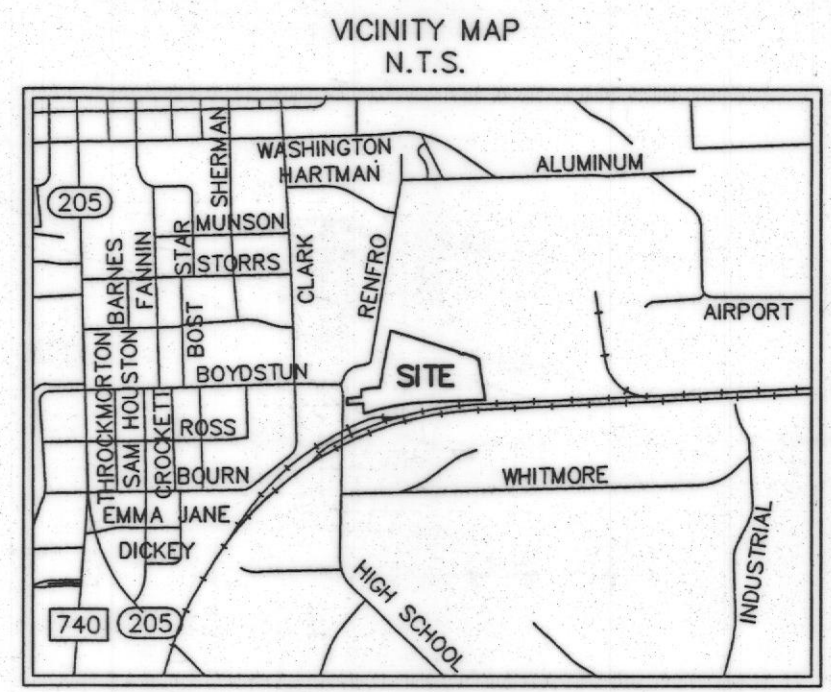 VICINITY MAP
N.T.S.
SHERMAN
WASHINGTON
HARTMAN
ALUMINUM
205
MUNSON
STAR
STORRS
BARNES
FANNIN
CLARK
RENFRO
AIRPORT
BOST
BOYDSTUN
SITE
THROCKMORTON
SAM HOUSTON
CROCKETT
ROSS
BOURN
WHITMORE
EMMA JANE
DICKEY
INDUSTRIAL
HIGH SCHOOL
740
205